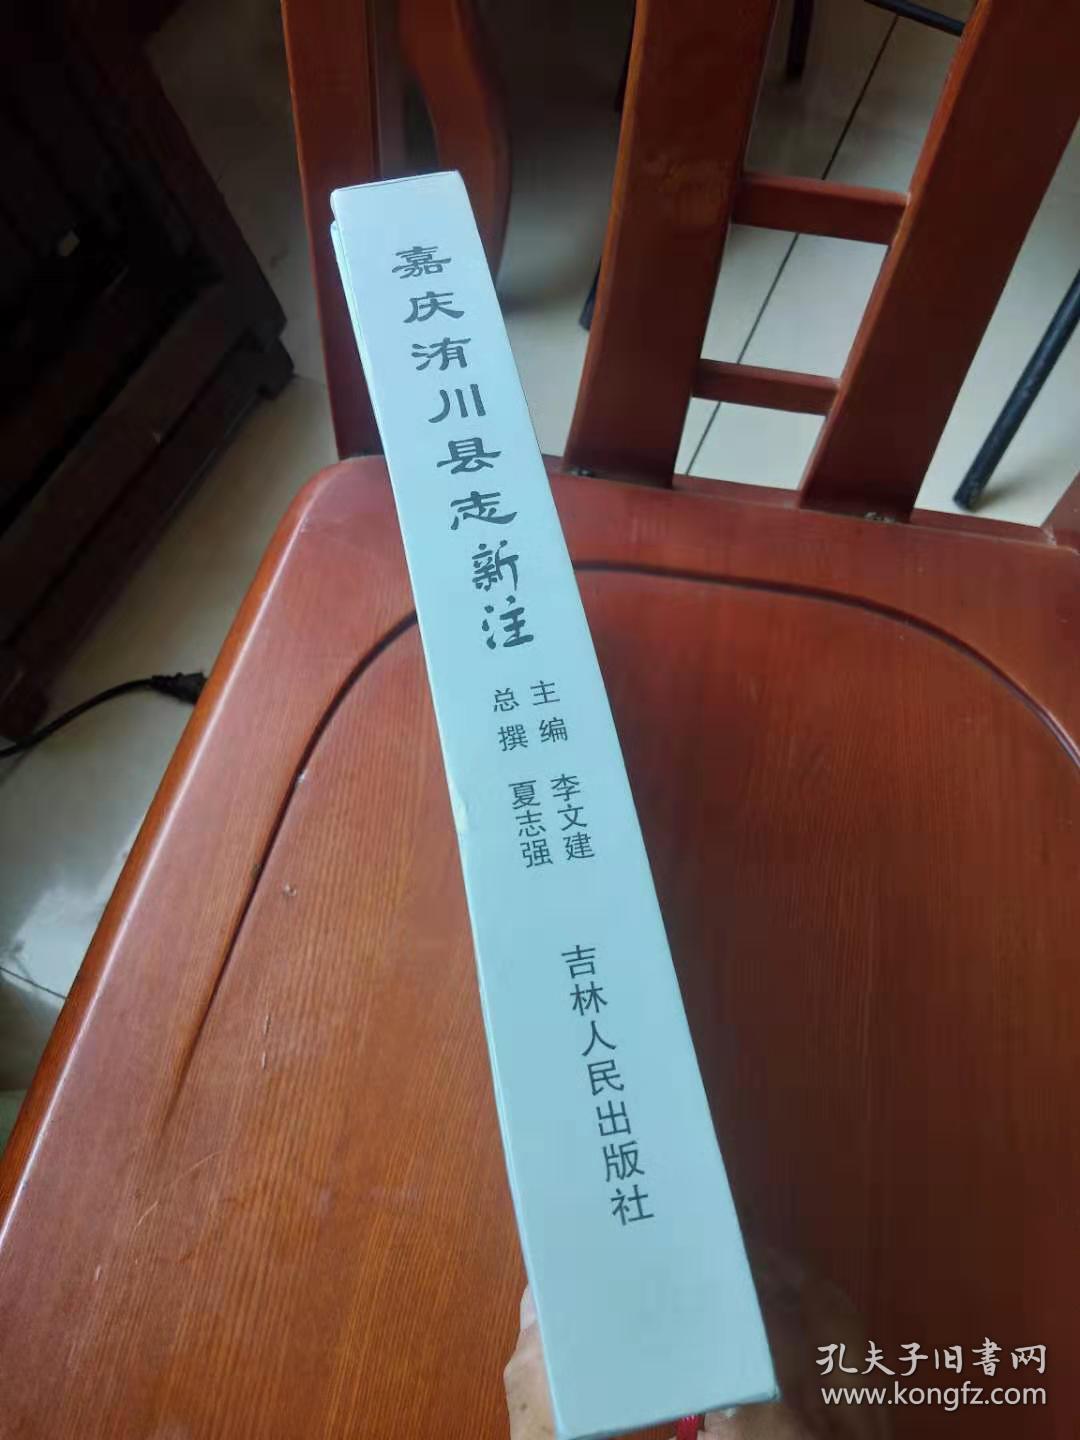 嘉庆洧川县志新注
主编 李文建
总撰 夏志强
吉林人民出版社
孔夫子旧書网
www.kongfz.com